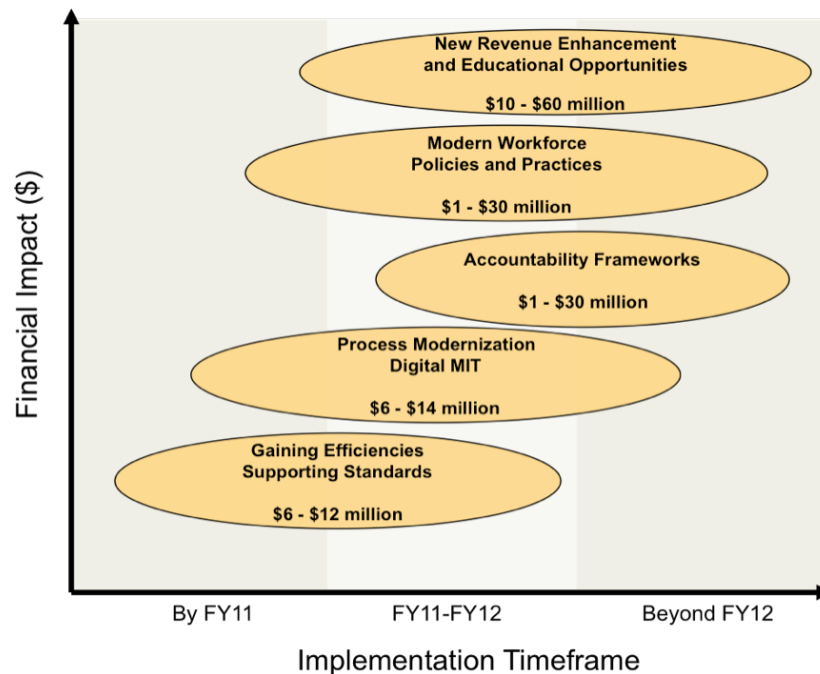 New Revenue Enhancement
and Educational Opportunities
$10 - $60 million
Modern Workforce
Policies and Practices
$1 - $30 million
Accountability Frameworks
$1 - $30 million
Process Modernization
Digital MIT
$6 - $14 million
Gaining Efficiencies
Supporting Standards
$6 - $12 million
Financial Impact ($)
By FY11
FY11-FY12
Beyond FY12
Implementation Timeframe